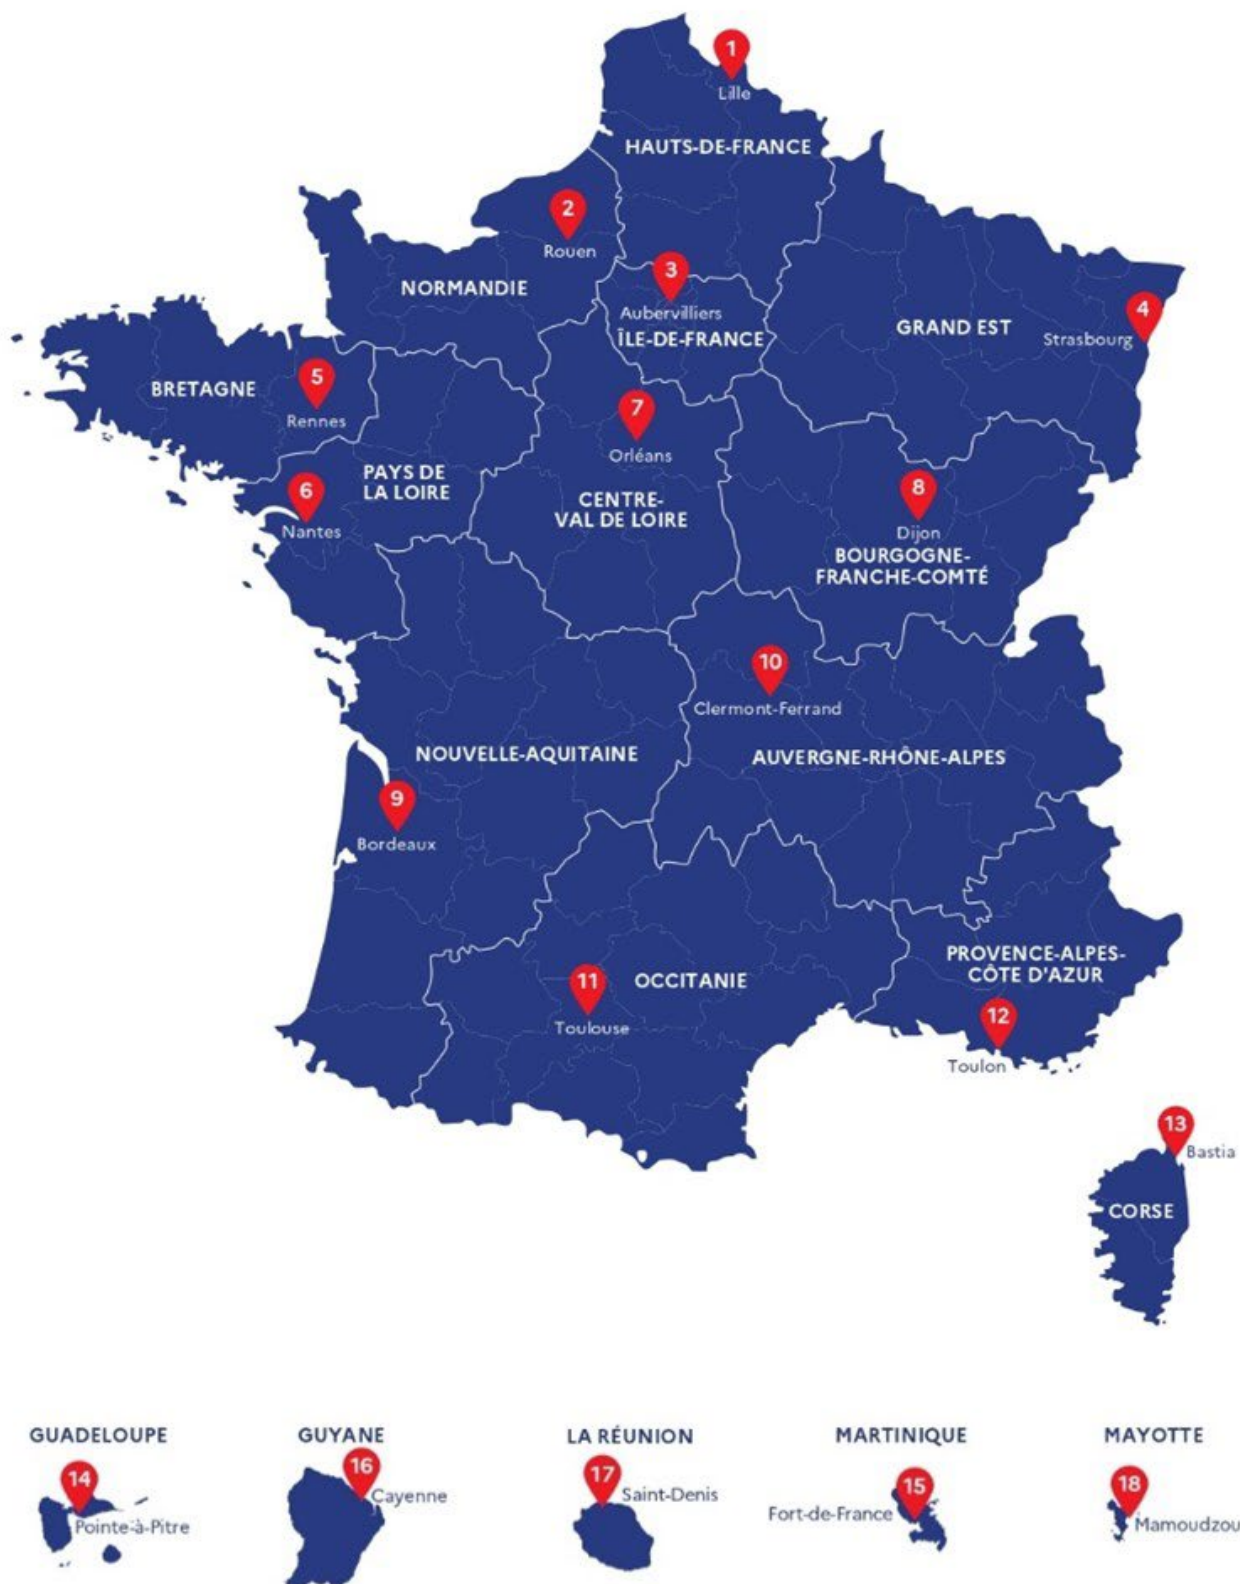 1
Lille
HAUTS-DE-FRANCE
2
Rouen
3
Aubervilliers
ÎLE-DE-FRANCE
NORMANDIE
4
Strasbourg
GRAND EST
BRETAGNE
5
Rennes
7
Orléans
PAYS DE
LA LOIRE
6
Nantes
CENTRE-
VAL DE LOIRE
8
Dijon
BOURGOGNE-
FRANCHE-COMTÉ
10
Clermont-Ferrand
NOUVELLE-AQUITAINE
AUVERGNE-RHÔNE-ALPES
9
Bordeaux
PROVENCE-ALPES-
CÔTE D'AZUR
11
Toulouse
OCCITANIE
12
Toulon
13
Bastia
CORSE
GUADELOUPE
14
Pointe-à-Pitre
GUYANE
16
Cayenne
LA RÉUNION
17
Saint-Denis
MARTINIQUE
15
Fort-de-France
MAYOTTE
18
Mamoudzou